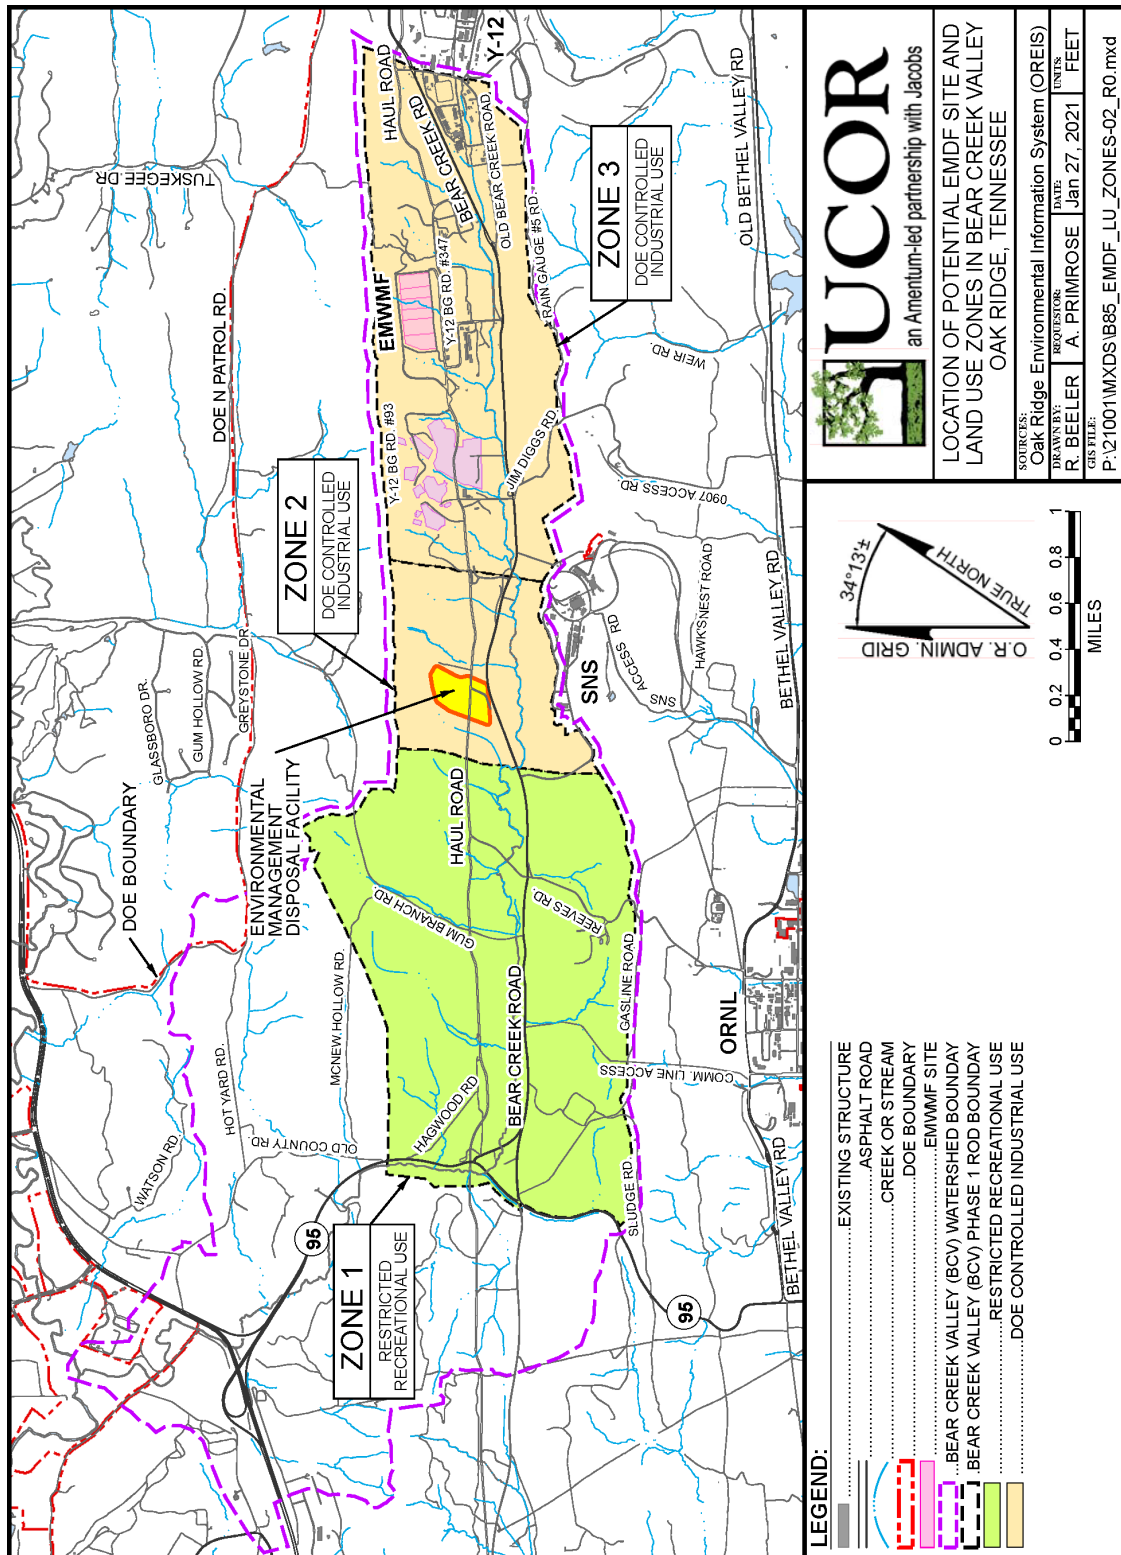 TUSKEGEE DR
DOE N PATROL RD.
GLASSBORO DR.
GUM HOLLOW RD.
GREYSTONE DR
DOE BOUNDARY
ENVIRONMENTAL
MANAGEMENT
DISPOSAL FACILITY
WATSON RD.
HOT YARD RD.
OLD COUNTY RD.
MCNEW HOLLOW RD.
95
ZONE 1
RESTRICTED
RECREATIONAL USE
ZONE 2
DOE CONTROLLED
INDUSTRIAL USE
ZONE 3
DOE CONTROLLED
INDUSTRIAL USE
HAUL ROAD
BEAR CREEK RD
Y-12
OLD BEAR CREEK ROAD
EMWMF
Y-12 BG RD. #347
Y-12 BG RD. #93
RAIN GAUGE #5 RD.
JIM DIGGS RD.
WEIR RD.
OLD BETHEL VALLEY RD
0907 ACCESS RD
HAWK'S NEST ROAD
SNS
SNS ACCESS RD
BETHEL VALLEY RD
HAUL ROAD
GUM BRANCH RD.
REEVES RD.
BEAR CREEK ROAD
GASLINE ROAD
HAGWOOD RD
COMM. LINE ACCESS
ORNL
SLUDGE RD.
95
BETHEL VALLEY RD
LEGEND:
EXISTING STRUCTURE
ASPHALT ROAD
CREEK OR STREAM
DOE BOUNDARY
EMWMF SITE
BEAR CREEK VALLEY (BCV) WATERSHED BOUNDAY
BEAR CREEK VALLEY (BCV) PHASE 1 ROD BOUNDAY
RESTRICTED RECREATIONAL USE
DOE CONTROLLED INDUSTRIAL USE
34°13'±
O.R. ADMIN. GRID
TRUE NORTH
0 0.2 0.4 0.6 0.8 1
MILES
UCOR
an Amentum-led partnership with Jacobs
LOCATION OF POTENTIAL EMDF SITE AND
LAND USE ZONES IN BEAR CREEK VALLEY
OAK RIDGE, TENNESSEE
SOURCES:
Oak Ridge Environmental Information System (OREIS)
DRAWN BY: REQUESTOR: DATE: UNITS:
R. BEELER A. PRIMROSE Jan 27, 2021 FEET
GIS FILE:
P:\21001\MXDS\B85_EMDF_LU_ZONES-02_R0.mxd